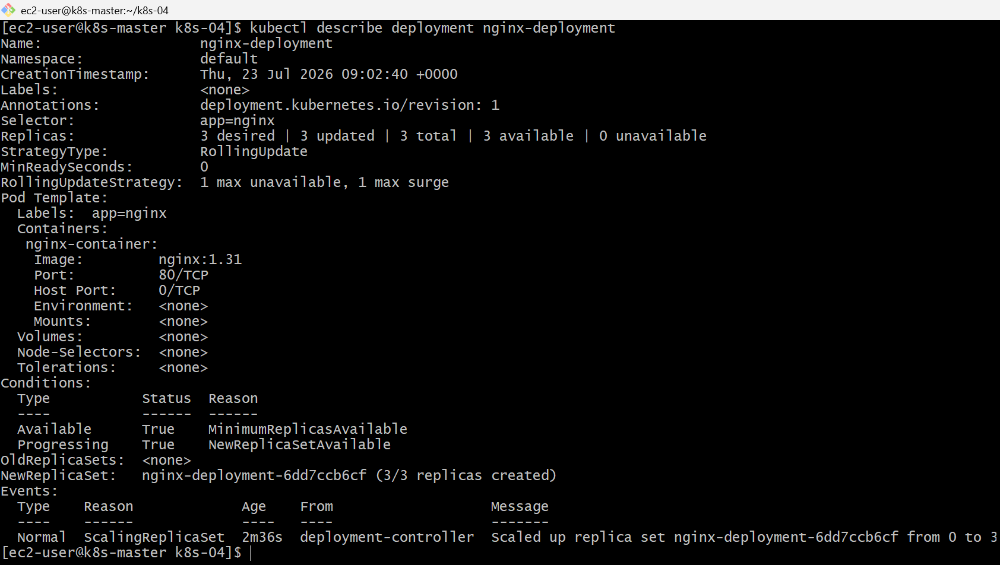 ec2-user@k8s-master:~/k8s-04
[ec2-user@k8s-master k8s-04]$ kubectl describe deployment nginx-deployment
Name:                   nginx-deployment
Namespace:              default
CreationTimestamp:      Thu, 23 Jul 2026 09:02:40 +0000
Labels:                 <none>
Annotations:            deployment.kubernetes.io/revision: 1
Selector:               app=nginx
Replicas:               3 desired | 3 updated | 3 total | 3 available | 0 unavailable
StrategyType:           RollingUpdate
MinReadySeconds:        0
RollingUpdateStrategy:  1 max unavailable, 1 max surge
Pod Template:
  Labels:  app=nginx
  Containers:
   nginx-container:
    Image:         nginx:1.31
    Port:          80/TCP
    Host Port:     0/TCP
    Environment:   <none>
    Mounts:        <none>
  Volumes:         <none>
  Node-Selectors:  <none>
  Tolerations:     <none>
Conditions:
  Type           Status  Reason
  ----           ------  ------
  Available      True    MinimumReplicasAvailable
  Progressing    True    NewReplicaSetAvailable
OldReplicaSets:  <none>
NewReplicaSet:   nginx-deployment-6dd7ccb6cf (3/3 replicas created)
Events:
  Type    Reason             Age    From                   Message
  ----    ------             ----   ----                   -------
  Normal  ScalingReplicaSet  2m36s  deployment-controller  Scaled up replica set nginx-deployment-6dd7ccb6cf from 0 to 3
[ec2-user@k8s-master k8s-04]$